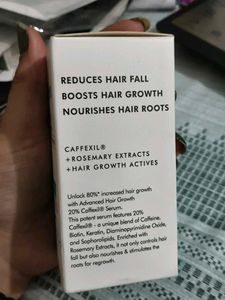 REDUCES HAIR FALL
BOOSTS HAIR GROWTH
NOURISHES HAIR ROOTS
CAFFEXIL®
+ROSEMARY EXTRACTS
+HAIR GROWTH ACTIVES
Unlock 80%* increased hair growth
with Advanced Hair Growth
20% Caffexil® Serum.
This potent serum features 20%
Caffexil® - a unique blend of Caffeine,
Biotin, Keratin, Diaminopyrimidine Oxide,
and Sophorolipids. Enriched with
Rosemary Extracts, it not only controls hair
fall but also nourishes & stimulates the
roots for regrowth.